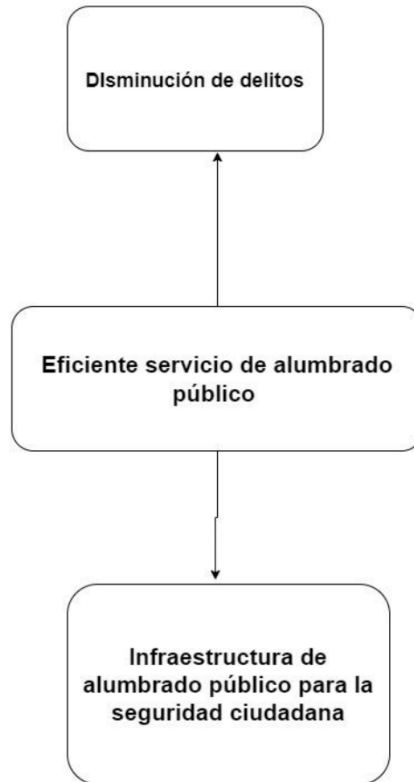 DIsminución de delitos
Eficiente servicio de alumbrado
público
Infraestructura de
alumbrado público para la
seguridad ciudadana